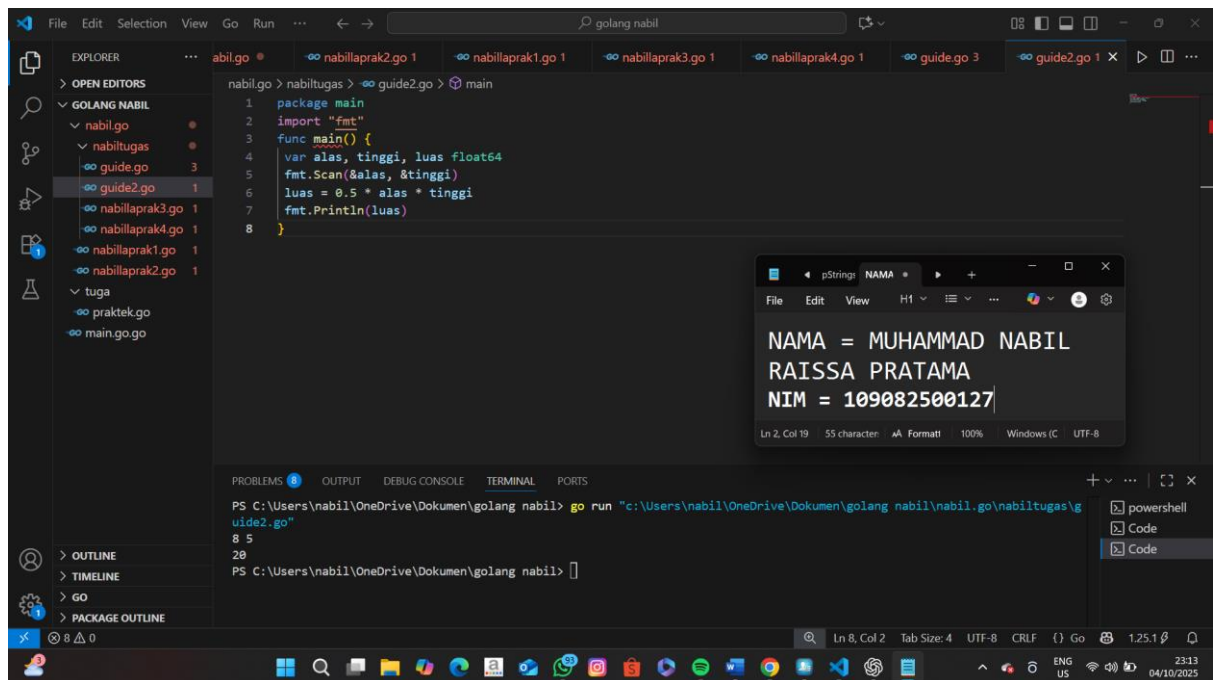 File Edit Selection View Go Run ··· ← → golang nabil
EXPLORER ···
abil.go nabillaprak2.go 1 nabillaprak1.go 1 nabillaprak3.go 1 nabillaprak4.go 1 guide.go 3 guide2.go 1
> OPEN EDITORS
GOLANG NABIL
nabil.go
nabiltugas
guide.go 3
guide2.go 1
nabillaprak3.go 1
nabillaprak4.go 1
nabillaprak1.go 1
nabillaprak2.go 1
tuga
praktek.go
main.go.go
> OUTLINE
> TIMELINE
> GO
> PACKAGE OUTLINE
nabil.go > nabiltugas > guide2.go > main
1 package main
2 import "fmt"
3 func main() {
4 var alas, tinggi, luas float64
5 fmt.Scan(&alas, &tinggi)
6 luas = 0.5 * alas * tinggi
7 fmt.Println(luas)
8 }
pStrings NAMA
File Edit View H1 ···
NAMA = MUHAMMAD NABIL
RAISSA PRATAMA
NIM = 109082500127
Ln 2, Col 19 55 character Formatt 100% Windows (C UTF-8
PROBLEMS 8 OUTPUT DEBUG CONSOLE TERMINAL PORTS
PS C:\Users\nabil\OneDrive\Dokumen\golang nabil> go run "c:\Users\nabil\OneDrive\Dokumen\golang nabil\nabil.go\nabiltugas\g
uide2.go"
8 5
20
PS C:\Users\nabil\OneDrive\Dokumen\golang nabil>
powershell
Code
Code
8 0 Ln 8, Col 2 Tab Size: 4 UTF-8 CRLF {} Go 1.25.1
ENG
US
23:13
04/10/2025